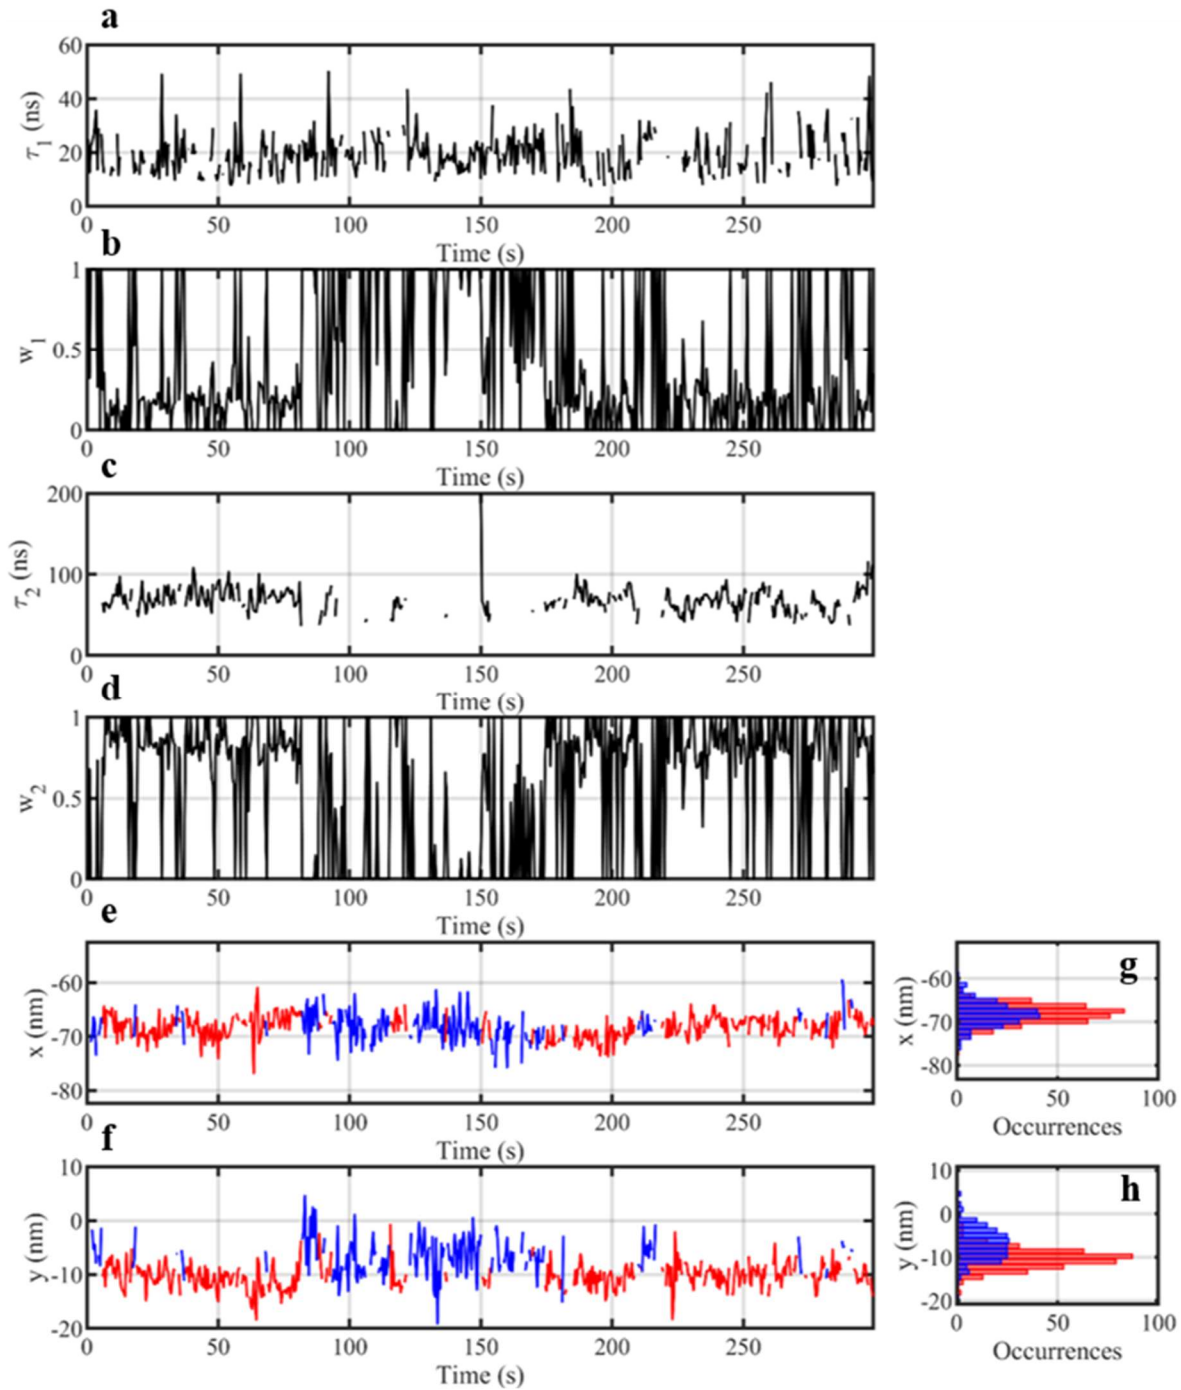 a
60
40
20
0
τ1 (ns)
0 50 100 150 200 250
Time (s)
b
1
0.5
0
w1
0 50 100 150 200 250
Time (s)
c
200
100
0
τ2 (ns)
0 50 100 150 200 250
Time (s)
d
1
0.5
0
w2
0 50 100 150 200 250
Time (s)
e
-60
-70
-80
x (nm)
0 50 100 150 200 250
Time (s)
g
-60
-70
-80
x (nm)
0 50 100
Occurrences
f
10
0
-10
-20
y (nm)
0 50 100 150 200 250
Time (s)
h
10
0
-10
-20
y (nm)
0 50 100
Occurrences